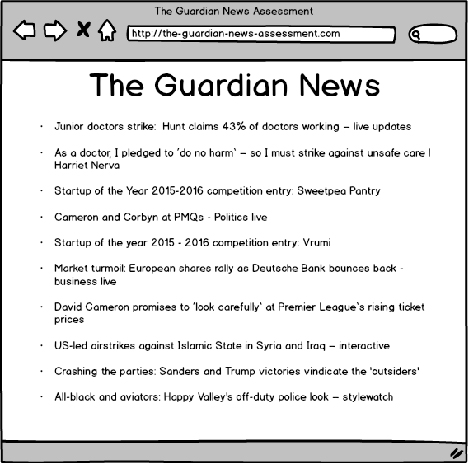 The Guardian News Assessment
http://the-guardian-news-assessment.com
The Guardian News
· Junior doctors strike: Hunt claims 43% of doctors working – live updates
· As a doctor, I pledged to 'do no harm' – so I must strike against unsafe care |
Harriet Nerva
· Startup of the Year 2015-2016 competition entry: Sweetpea Pantry
· Cameron and Corbyn at PMQs - Politics live
· Startup of the year 2015 - 2016 competition entry: Vrumi
· Market turmoil: European shares rally as Deutsche Bank bounces back -
business live
· David Cameron promises to 'look carefully' at Premier League's rising ticket
prices
· US-led airstrikes against Islamic State in Syria and Iraq – interactive
· Crashing the parties: Sanders and Trump victories vindicate the 'outsiders'
· All-black and aviators: Happy Valley's off-duty police look – stylewatch